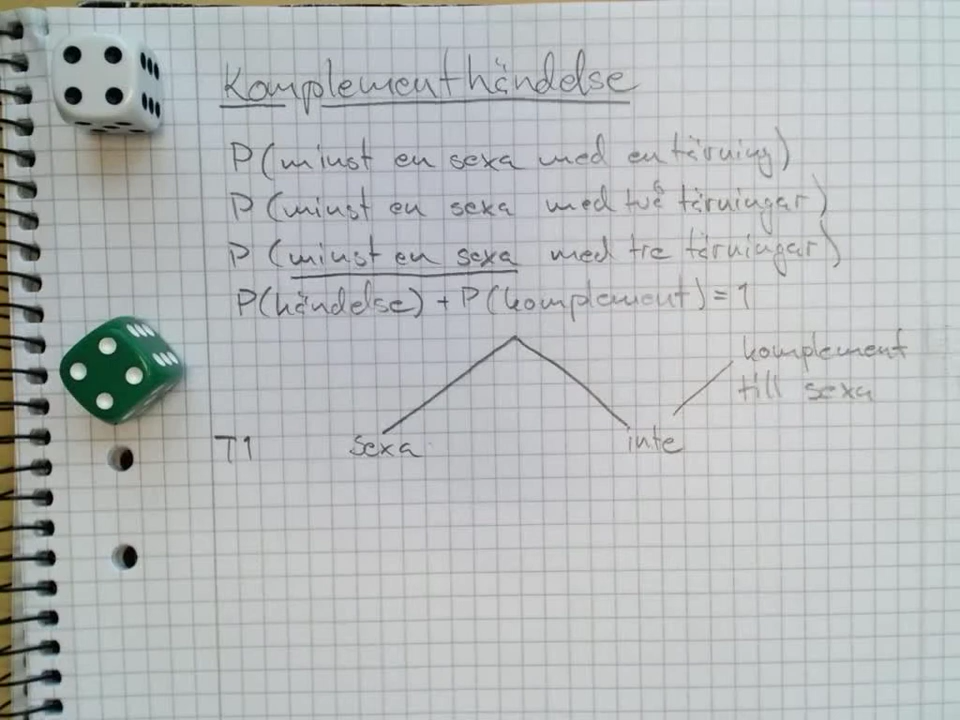 Komplementhändelse
P(minst en sexa med en tärning)
P(minst en sexa med två tärningar)
P(minst en sexa med tre tärningar)
P(händelse) + P(komplement) = 1
komplement
till sexa
T1 sexa inte